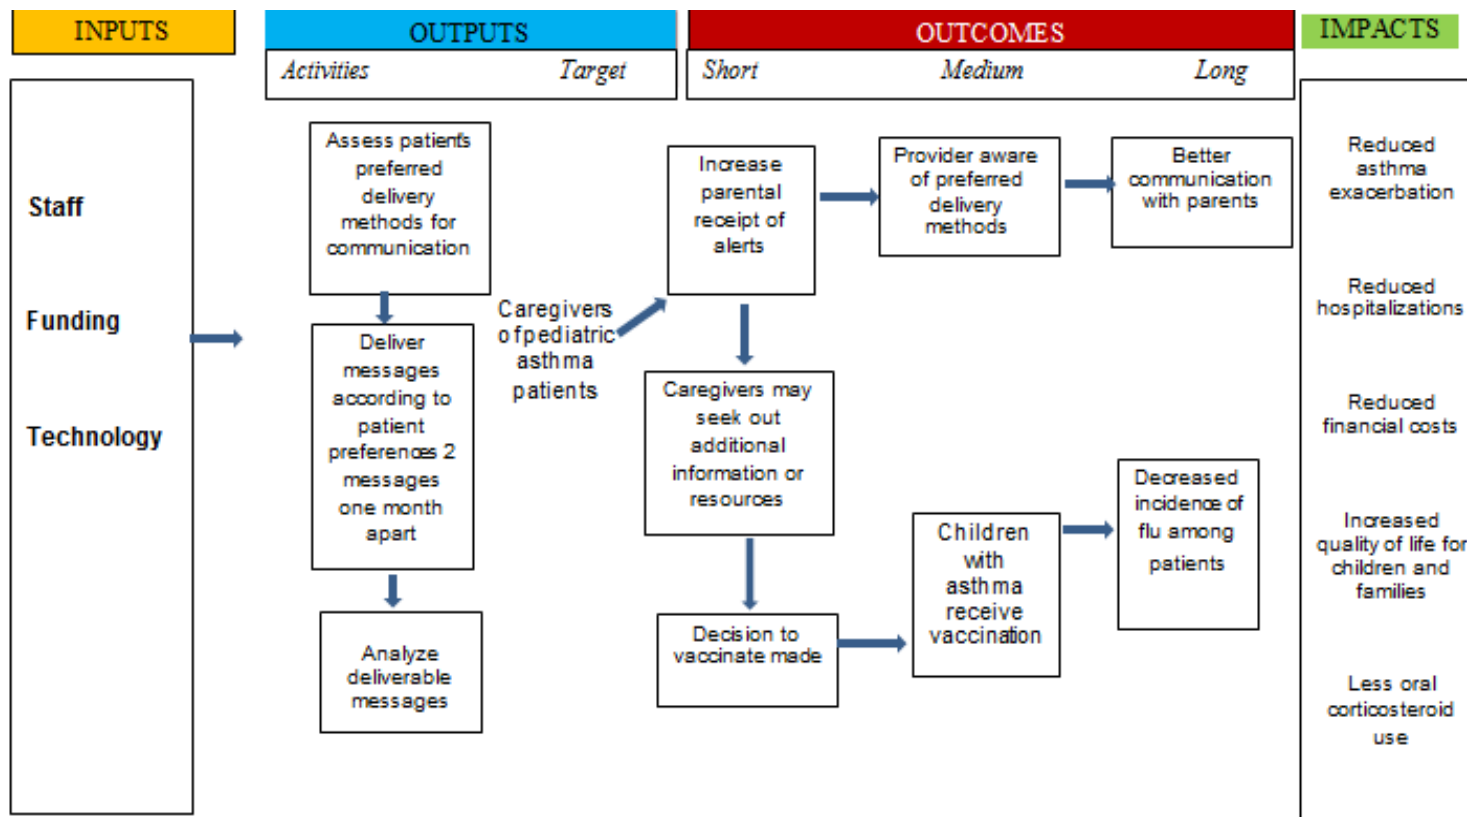 INPUTS
OUTPUTS
OUTCOMES
IMPACTS
Activities
Target
Short
Medium
Long
Staff
Funding
Technology
Assess patient's
preferred
delivery
methods for
communication
Deliver
messages
according to
patient
preferences 2
messages
one month
apart
Analyze
deliverable
messages
Caregivers
of pediatric
asthma
patients
Increase
parental
receipt of
alerts
Caregivers may
seek out
additional
information or
resources
Decision to
vaccinate made
Provider aware
of preferred
delivery
methods
Children
with
asthma
receive
vaccination
Better
communication
with parents
Decreased
incidence of
flu among
patients
Reduced
asthma
exacerbation
Reduced
hospitalizations
Reduced
financial costs
Increased
quality of life for
children and
families
Less oral
corticosteroid
use